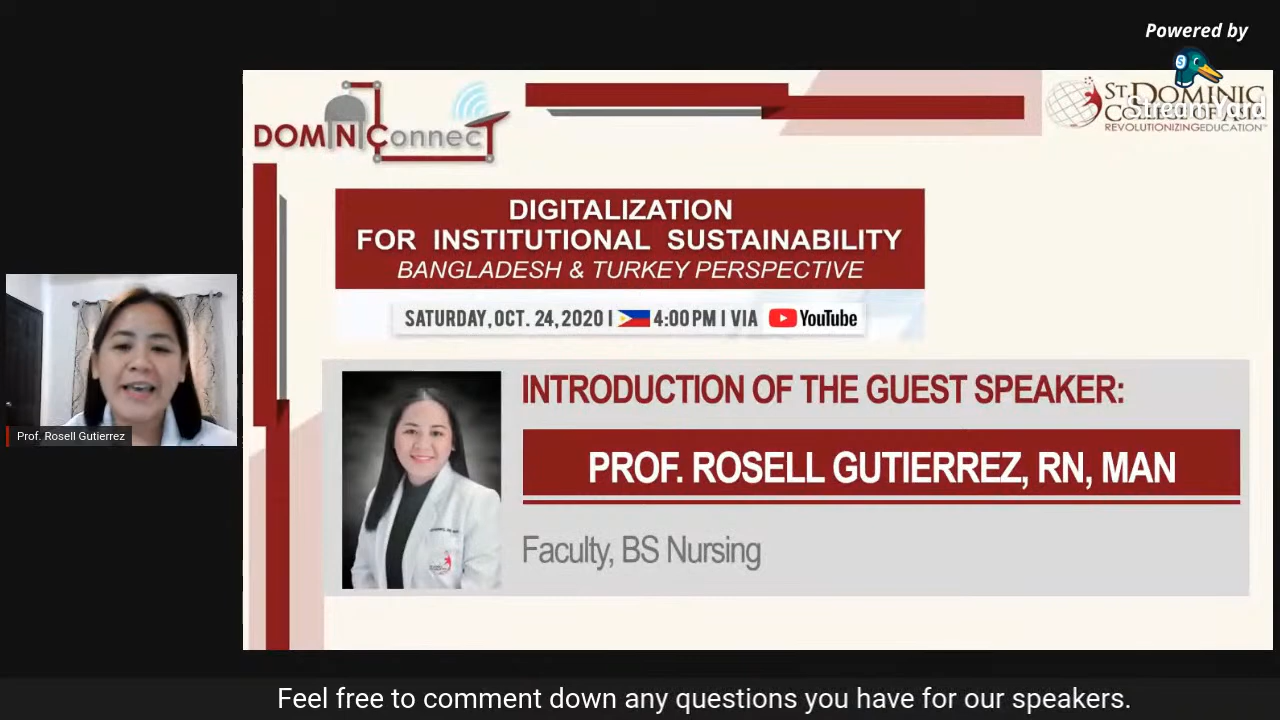 Powered by
StreamYard
DOMINiConnecT
ST. DOMINIC
COLLEGE OF ASIA
REVOLUTIONIZING EDUCATION
DIGITALIZATION
FOR INSTITUTIONAL SUSTAINABILITY
BANGLADESH & TURKEY PERSPECTIVE
SATURDAY, OCT. 24, 2020 I 4:00 PM I VIA YouTube
INTRODUCTION OF THE GUEST SPEAKER:
PROF. ROSELL GUTIERREZ, RN, MAN
Faculty, BS Nursing
Prof. Rosell Gutierrez
Feel free to comment down any questions you have for our speakers.